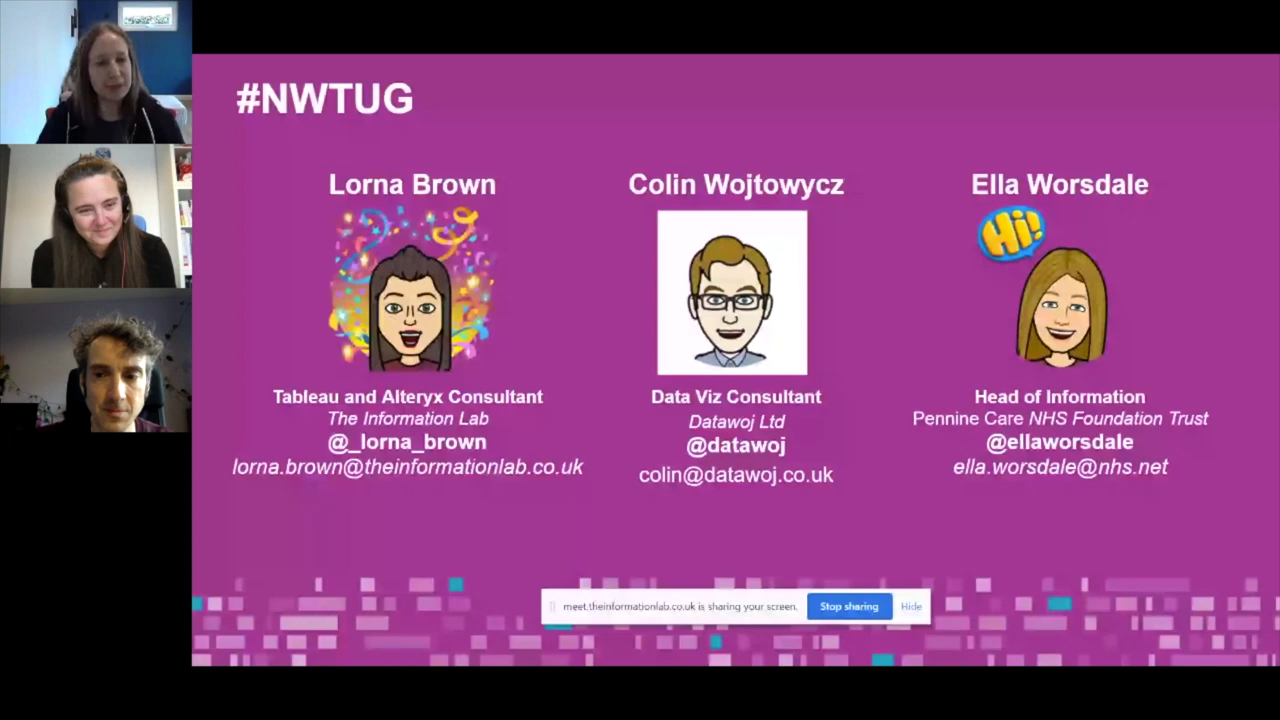 #NWTUG
Lorna Brown
Tableau and Alteryx Consultant
The Information Lab
@_lorna_brown
lorna.brown@theinformationlab.co.uk
Colin Wojtowycz
Data Viz Consultant
Datawoj Ltd
@datawoj
colin@datawoj.co.uk
Ella Worsdale
Hi!
Head of Information
Pennine Care NHS Foundation Trust
@ellaworsdale
ella.worsdale@nhs.net
meet.theinformationlab.co.uk is sharing your screen.
Stop sharing
Hide